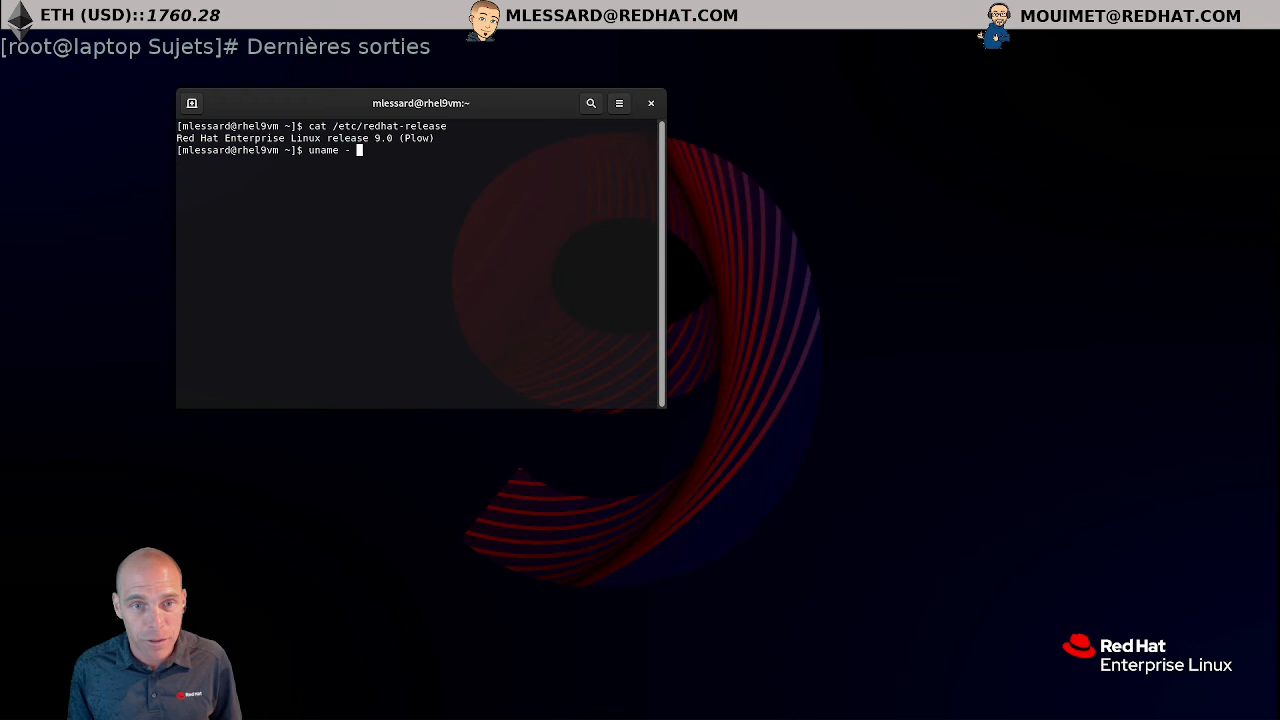 ETH (USD)::1760.28
MLESSARD@REDHAT.COM
MOUIMET@REDHAT.COM
[root@laptop Sujets]# Dernières sorties
mlessard@rhel9vm:~
[mlessard@rhel9vm ~]$ cat /etc/redhat-release
Red Hat Enterprise Linux release 9.0 (Plow)
[mlessard@rhel9vm ~]$ uname -
Red Hat
Red Hat
Enterprise Linux